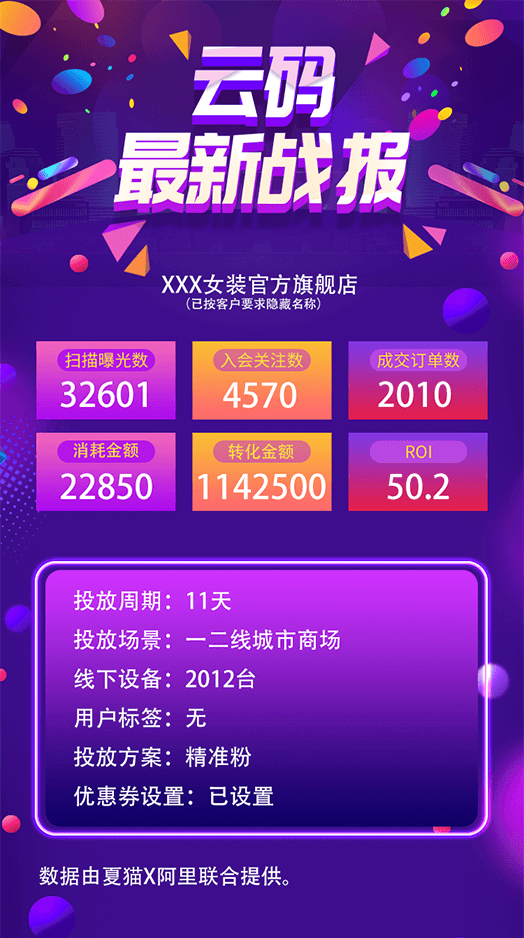 云码
最新战报
XXX女装官方旗舰店
（已按客户要求隐藏名称）
扫描曝光数
32601
入会关注数
4570
成交订单数
2010
消耗金额
22850
转化金额
1142500
ROI
50.2
投放周期：11天
投放场景：一二线城市商场
线下设备：2012台
用户标签：无
投放方案：精准粉
优惠券设置：已设置
数据由夏猫X阿里联合提供。